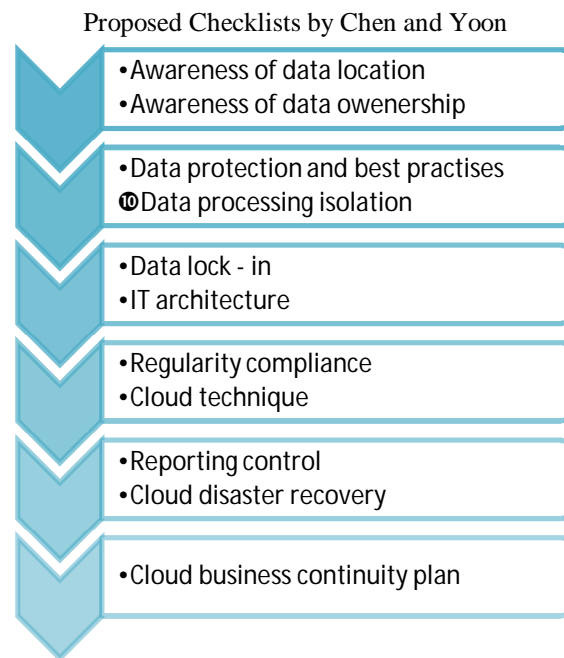 Proposed Checklists by Chen and Yoon
•Awareness of data location
•Awareness of data owenership
•Data protection and best practises
❿Data processing isolation
•Data lock - in
•IT architecture
•Regularity compliance
•Cloud technique
•Reporting control
•Cloud disaster recovery
•Cloud business continuity plan